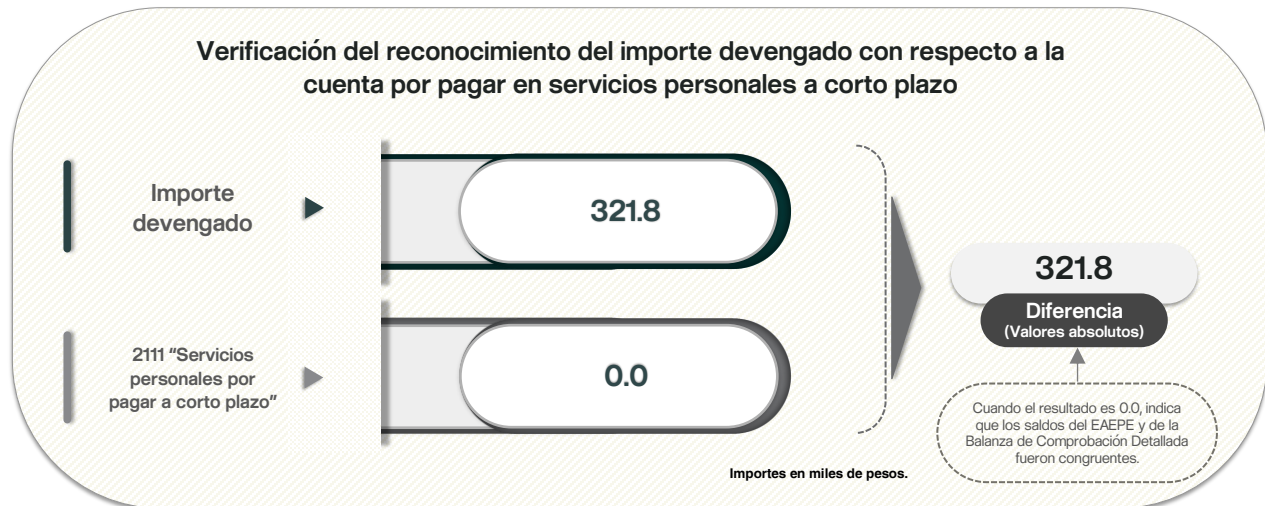 Verificación del reconocimiento del importe devengado con respecto a la
cuenta por pagar en servicios personales a corto plazo
Importe
devengado
321.8
2111 “Servicios
personales por
pagar a corto plazo”
0.0
321.8
Diferencia
(Valores absolutos)
Cuando el resultado es 0.0, indica
que los saldos del EAEPE y de la
Balanza de Comprobación Detallada
fueron congruentes.
Importes en miles de pesos.